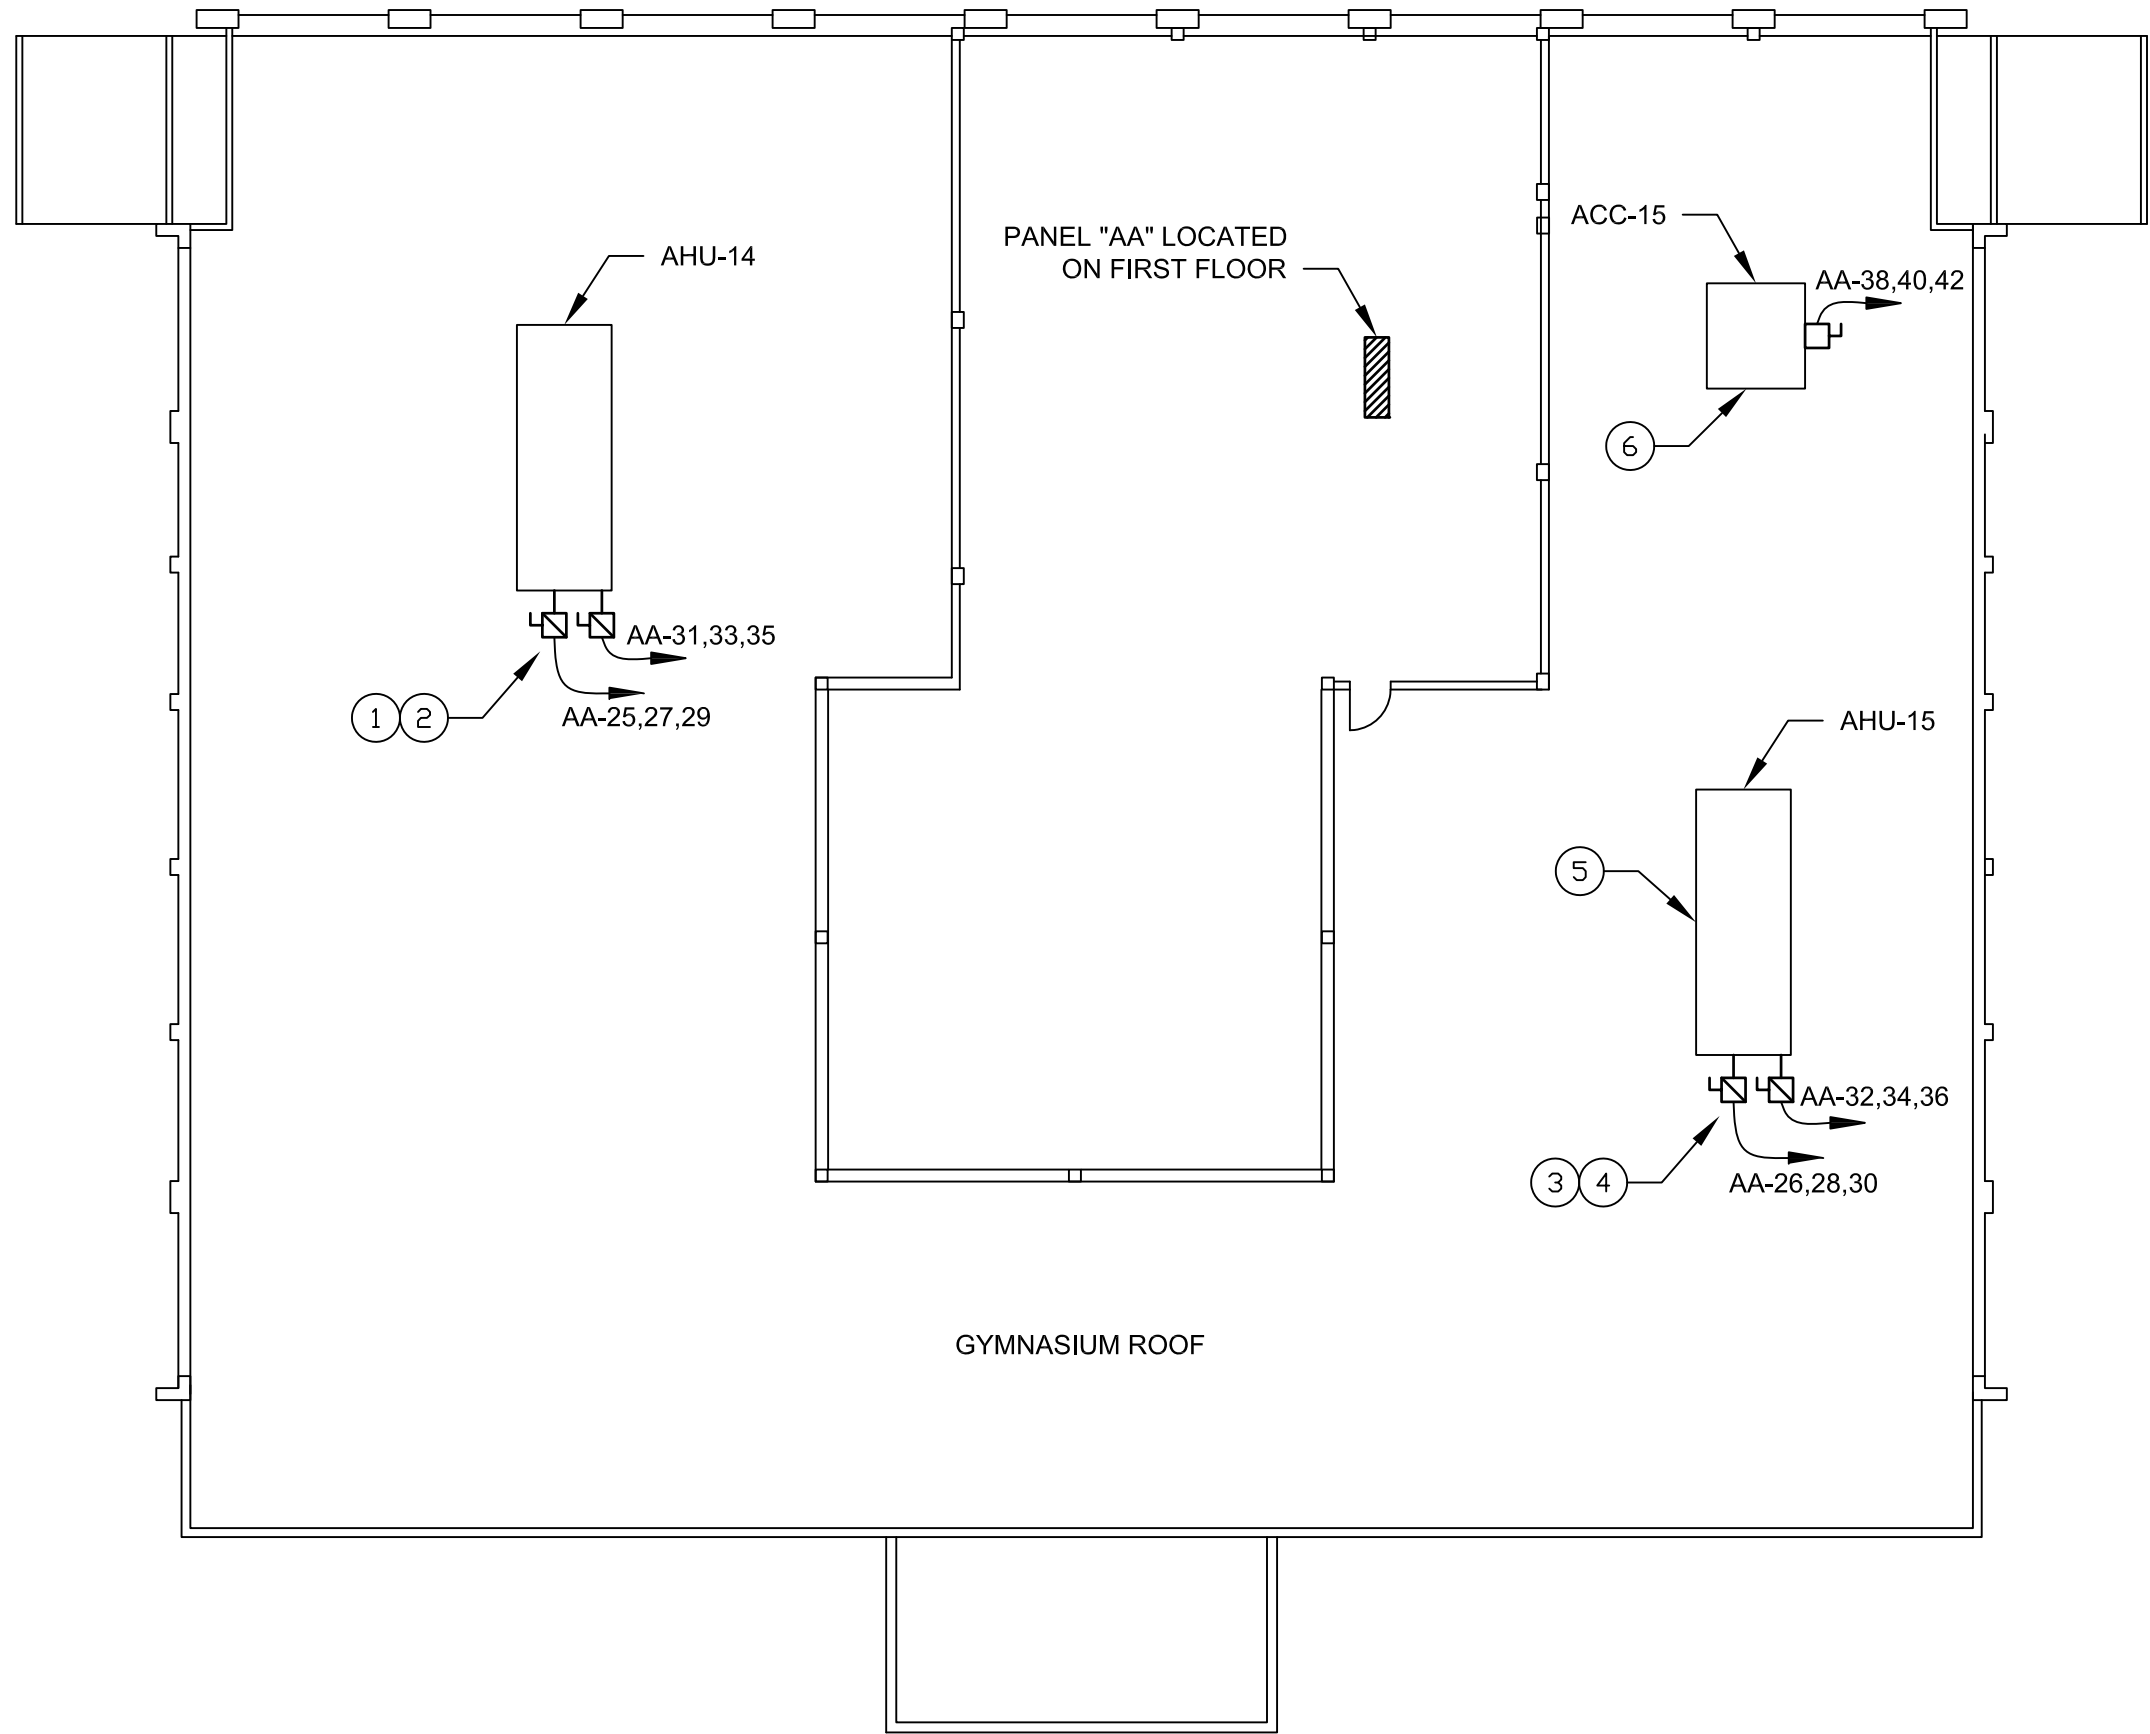 ACC-15
PANEL "AA" LOCATED
ON FIRST FLOOR
AHU-14
AA-38,40,42
6
AA-31,33,35
1 2
AA-25,27,29
AHU-15
5
AA-32,34,36
3 4
AA-26,28,30
GYMNASIUM ROOF